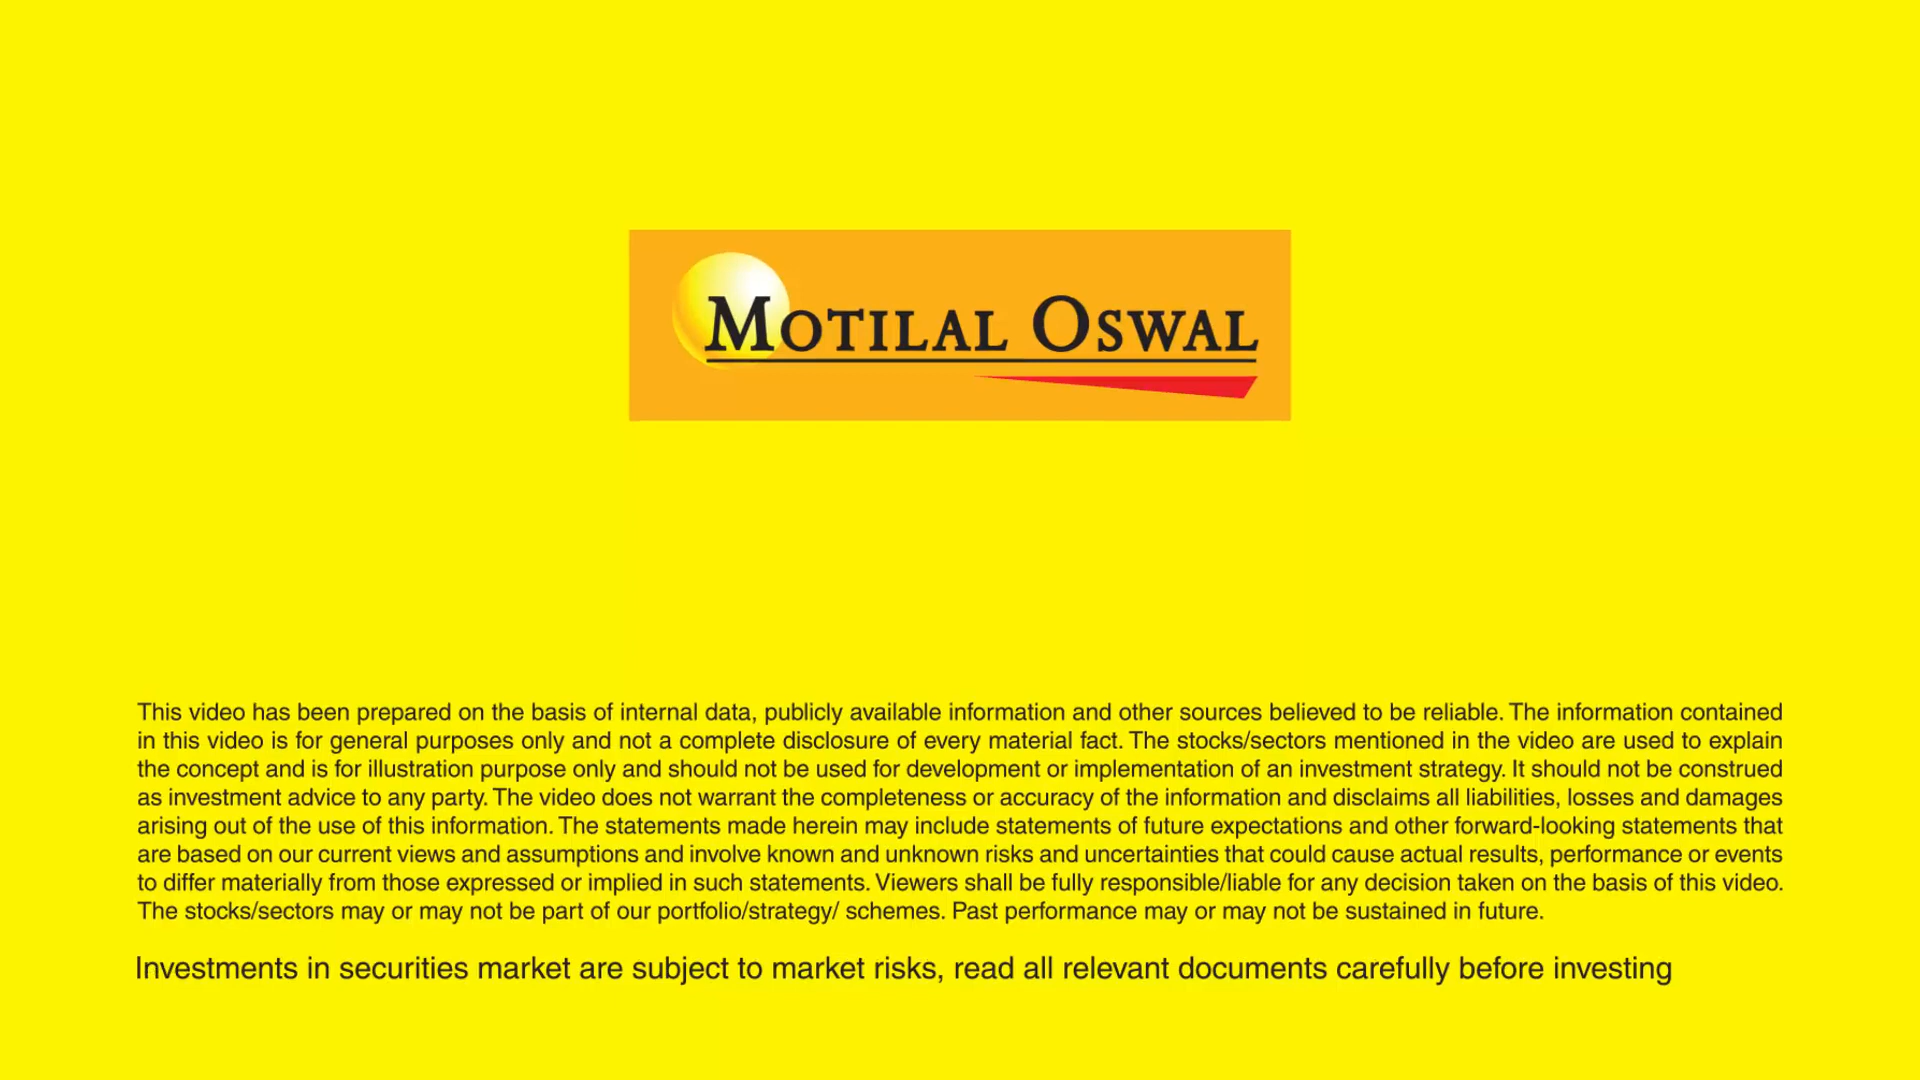 MOTILAL OSWAL
This video has been prepared on the basis of internal data, publicly available information and other sources believed to be reliable. The information contained
in this video is for general purposes only and not a complete disclosure of every material fact. The stocks/sectors mentioned in the video are used to explain
the concept and is for illustration purpose only and should not be used for development or implementation of an investment strategy. It should not be construed
as investment advice to any party. The video does not warrant the completeness or accuracy of the information and disclaims all liabilities, losses and damages
arising out of the use of this information. The statements made herein may include statements of future expectations and other forward-looking statements that
are based on our current views and assumptions and involve known and unknown risks and uncertainties that could cause actual results, performance or events
to differ materially from those expressed or implied in such statements. Viewers shall be fully responsible/liable for any decision taken on the basis of this video.
The stocks/sectors may or may not be part of our portfolio/strategy/ schemes. Past performance may or may not be sustained in future.
Investments in securities market are subject to market risks, read all relevant documents carefully before investing